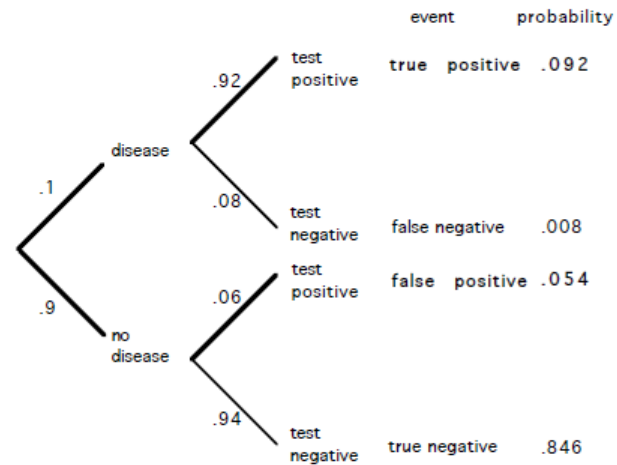 event probability
test
positive
true positive .092
.92
disease
.1
.08
test
negative
false negative .008
test
positive
false positive .054
.06
.9
no
disease
.94
test
negative
true negative .846